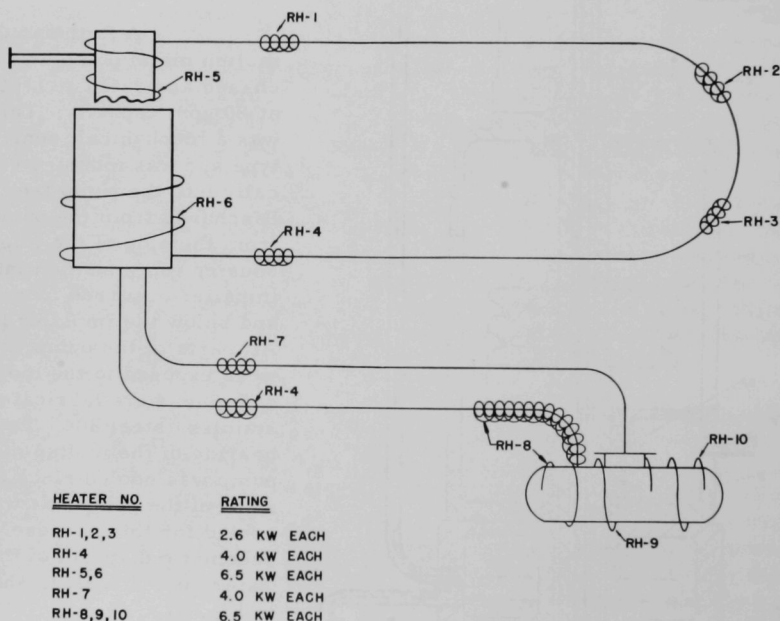 RH-1
RH-2
RH-5
RH-6
RH-3
RH-4
RH-7
RH-4
RH-8
RH-10
RH-9
HEATER NO. RATING
RH-1,2,3 2.6 KW EACH
RH-4 4.0 KW EACH
RH-5,6 6.5 KW EACH
RH-7 4.0 KW EACH
RH-8,9,10 6.5 KW EACH